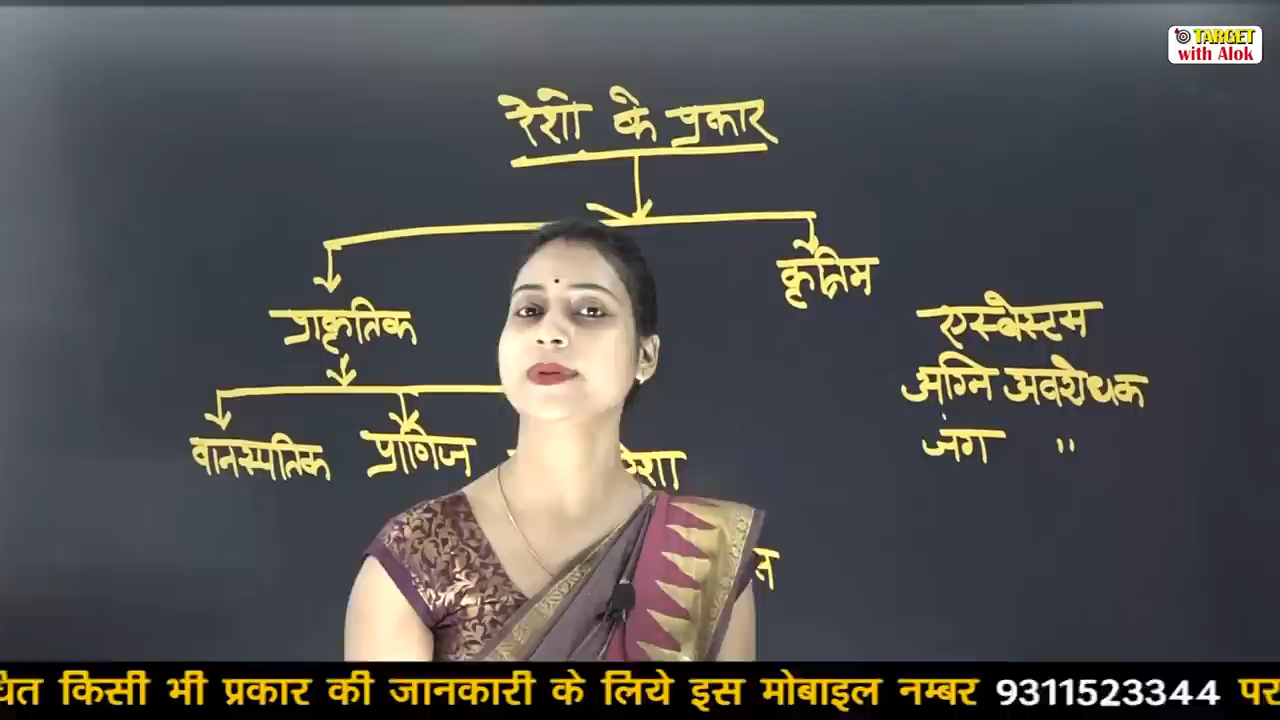 TARGET
with Alok
रेशो के प्रकार
कृत्रिम
प्राकृतिक
एस्बेस्टस
अग्नि अवरोधक
जंग "
वानस्पतिक प्राणिज रेशा
किसी भी प्रकार की जानकारी के लिये इस मोबाइल नम्बर 9311523344 पर